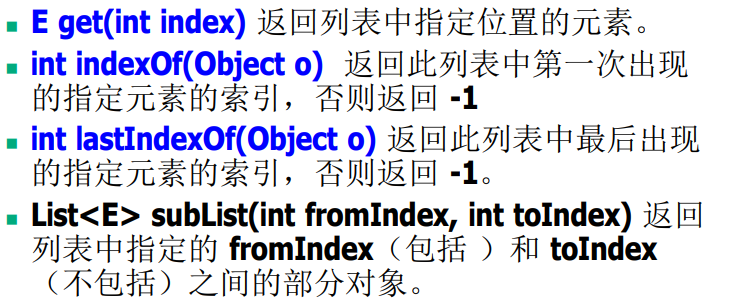 E get(int index) 返回列表中指定位置的元素。
int indexOf(Object o) 返回此列表中第一次出现
的指定元素的索引，否则返回 -1
int lastIndexOf(Object o) 返回此列表中最后出现
的指定元素的索引，否则返回 -1。
List<E> subList(int fromIndex, int toIndex) 返回
列表中指定的 fromIndex（包括 ）和 toIndex
（不包括）之间的部分对象。